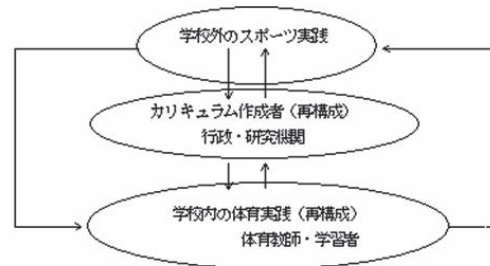 学校外のスポーツ実践
カリキュラム作成者（再構成）
行政・研究機関
学校内の体育実践（再構成）
体育教師・学習者